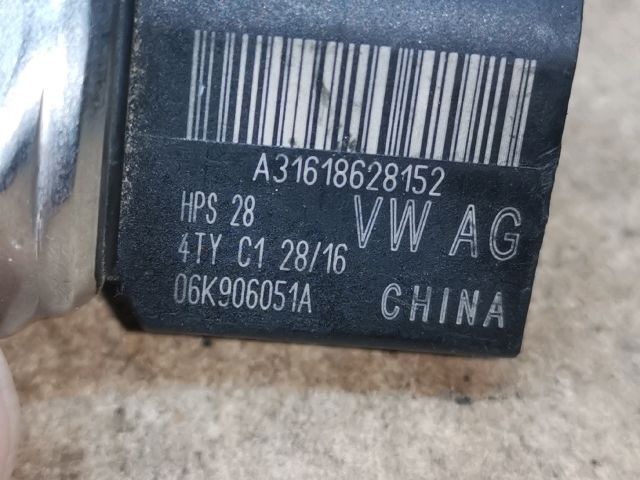 A31618628152
HPS 28
VW AG
4TY C1 28/16
06K906051A
CHINA